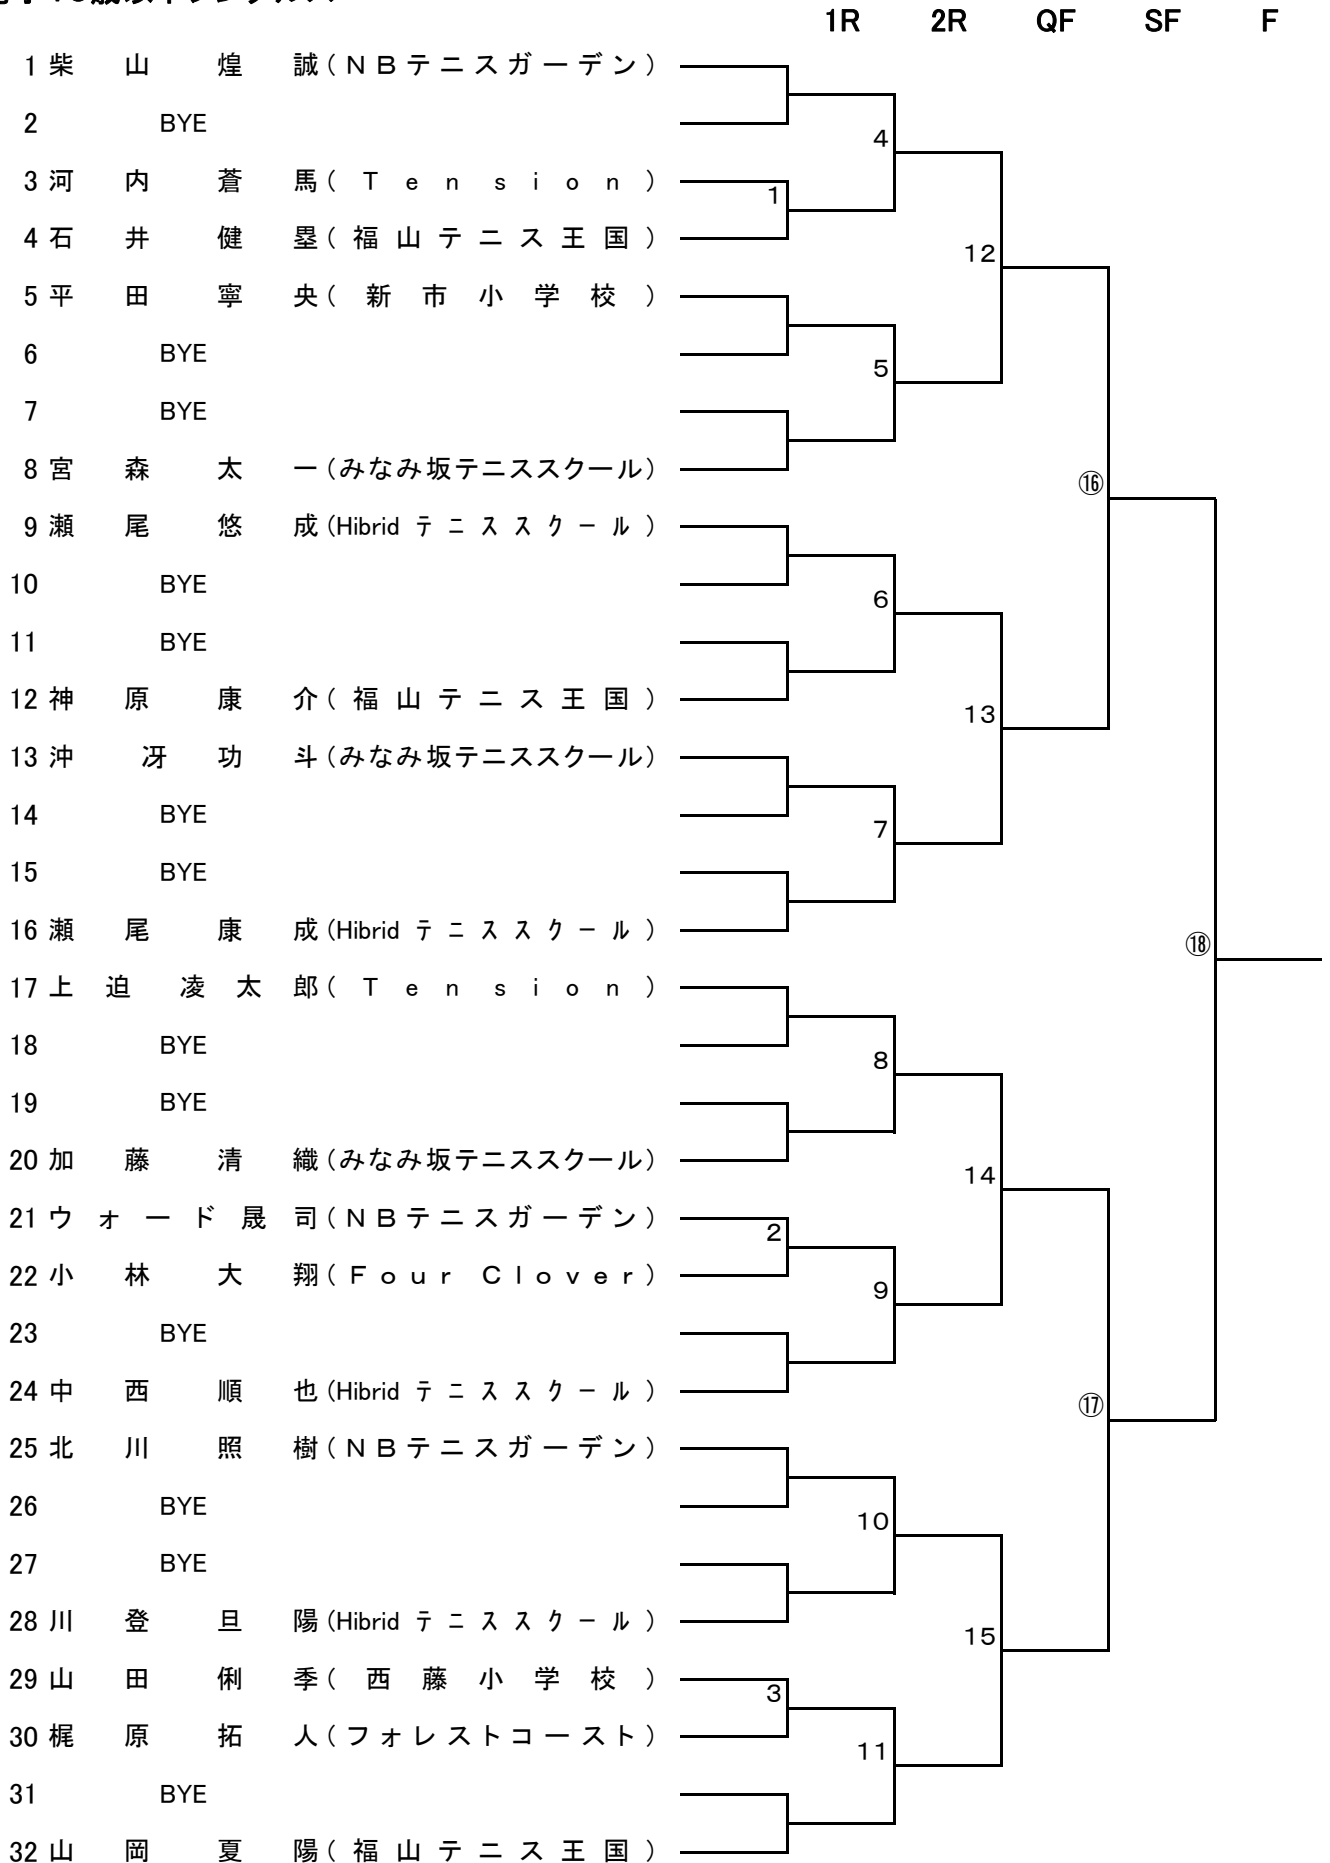 1R 2R QF SF F
1 柴山煌誠(NBテニスガーデン)
2 BYE
4
3 河内蒼馬(Tension)
1
4 石井健塁(福山テニス王国)
12
5 平田寧央(新市小学校)
6 BYE
5
7 BYE
8 宮森太一(みなみ坂テニススクール)
⑯
9 瀬尾悠成(Hibrid テニススクール)
10 BYE
6
11 BYE
12 神原康介(福山テニス王国)
13
13 沖冴功斗(みなみ坂テニススクール)
14 BYE
7
15 BYE
16 瀬尾康成(Hibrid テニススクール)
⑱
17 上迫凌太郎(Tension)
18 BYE
8
19 BYE
20 加藤清織(みなみ坂テニススクール)
14
21 ウォード晟司(NBテニスガーデン)
2
22 小林大翔(Four Clover)
9
23 BYE
24 中西順也(Hibrid テニススクール)
⑰
25 北川照樹(NBテニスガーデン)
26 BYE
10
27 BYE
28 川登旦陽(Hibrid テニススクール)
15
29 山田俐季(西藤小学校)
3
30 梶原拓人(フォレストコースト)
11
31 BYE
32 山岡夏陽(福山テニス王国)